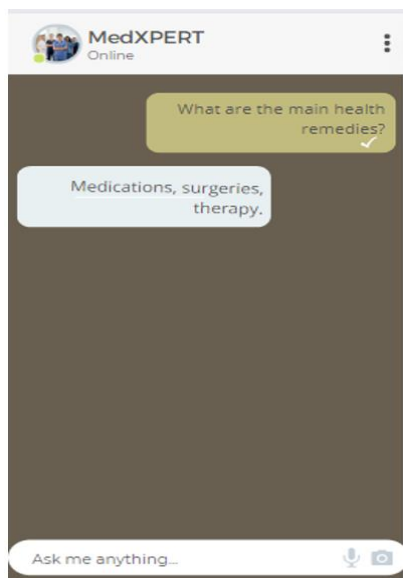 MedXPERT
Online
What are the main health
remedies?
Medications, surgeries,
therapy.
Ask me anything...